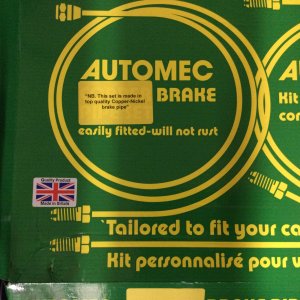 AUTOMEC
"NB. This set is made in
top quality Copper-Nickel
brake pipe"
BRAKE
easily fitted-will not rust
Kit
con
Quality Product
Made in Britain
`Tailored to fit your ca
Kit personnalisé pour v